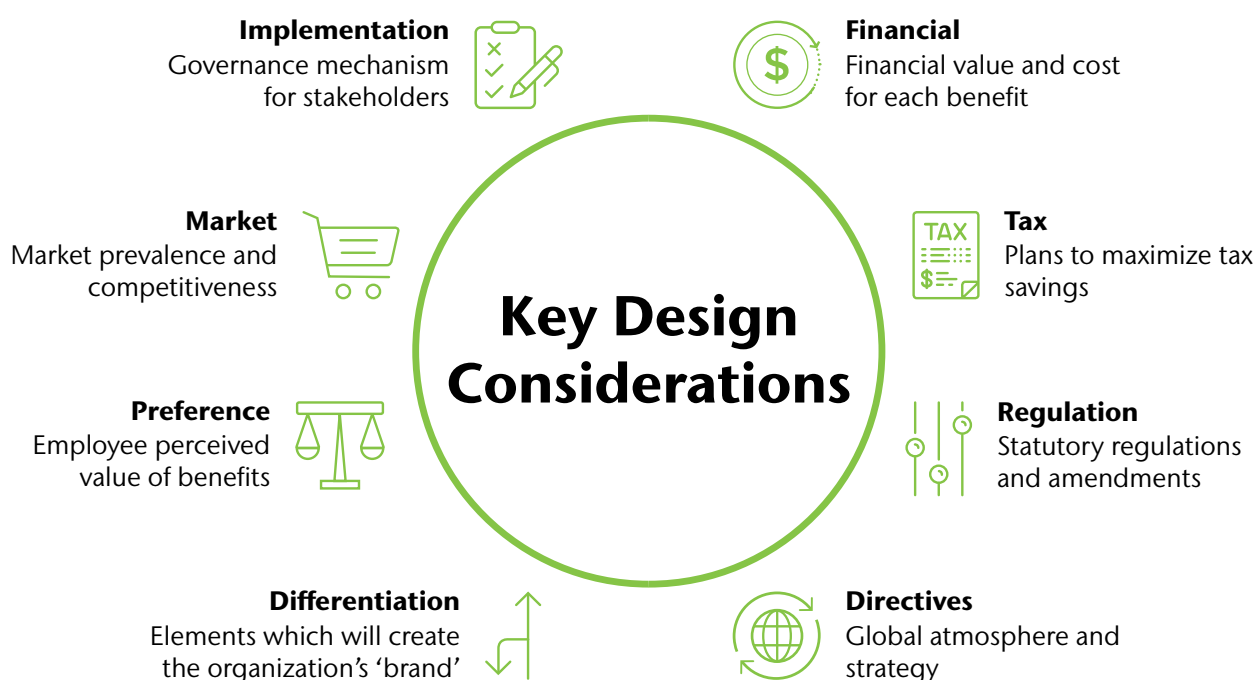 Implementation
Governance mechanism
for stakeholders
Financial
Financial value and cost
for each benefit
Market
Market prevalence and
competitiveness
TAX
$
Tax
Plans to maximize tax
savings
Key Design
Considerations
Preference
Employee perceived
value of benefits
Regulation
Statutory regulations
and amendments
Differentiation
Elements which will create
the organization’s ‘brand’
Directives
Global atmosphere and
strategy
$